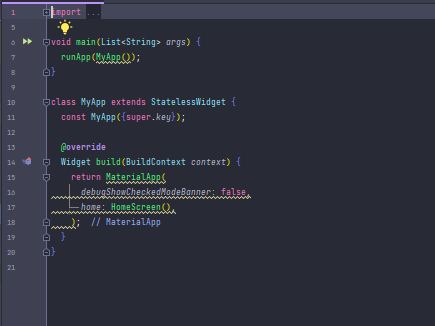 1 import ...
5
6 void main(List<String> args) {
7 runApp(MyApp());
8 }
9
10 class MyApp extends StatelessWidget {
11 const MyApp({super.key});
12
13 @override
14 Widget build(BuildContext context) {
15 return MaterialApp(
16 debugShowCheckedModeBanner: false,
17 home: HomeScreen(),
18 ); // MaterialApp
19 }
20 }
21